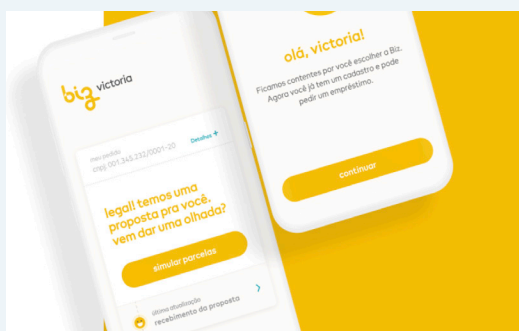 biz victoria
meu pedido
cnpj 001.343.232/0001-20
Detalhes +
legal! temos uma
proposta pra você.
vem dar uma olhada?
simular parcelas
última atualização
recebimento da proposta
olá, victoria!
Ficamos contentes por você escolher a Biz.
Agora você já tem um cadastro e pode
pedir um empréstimo.
continuar